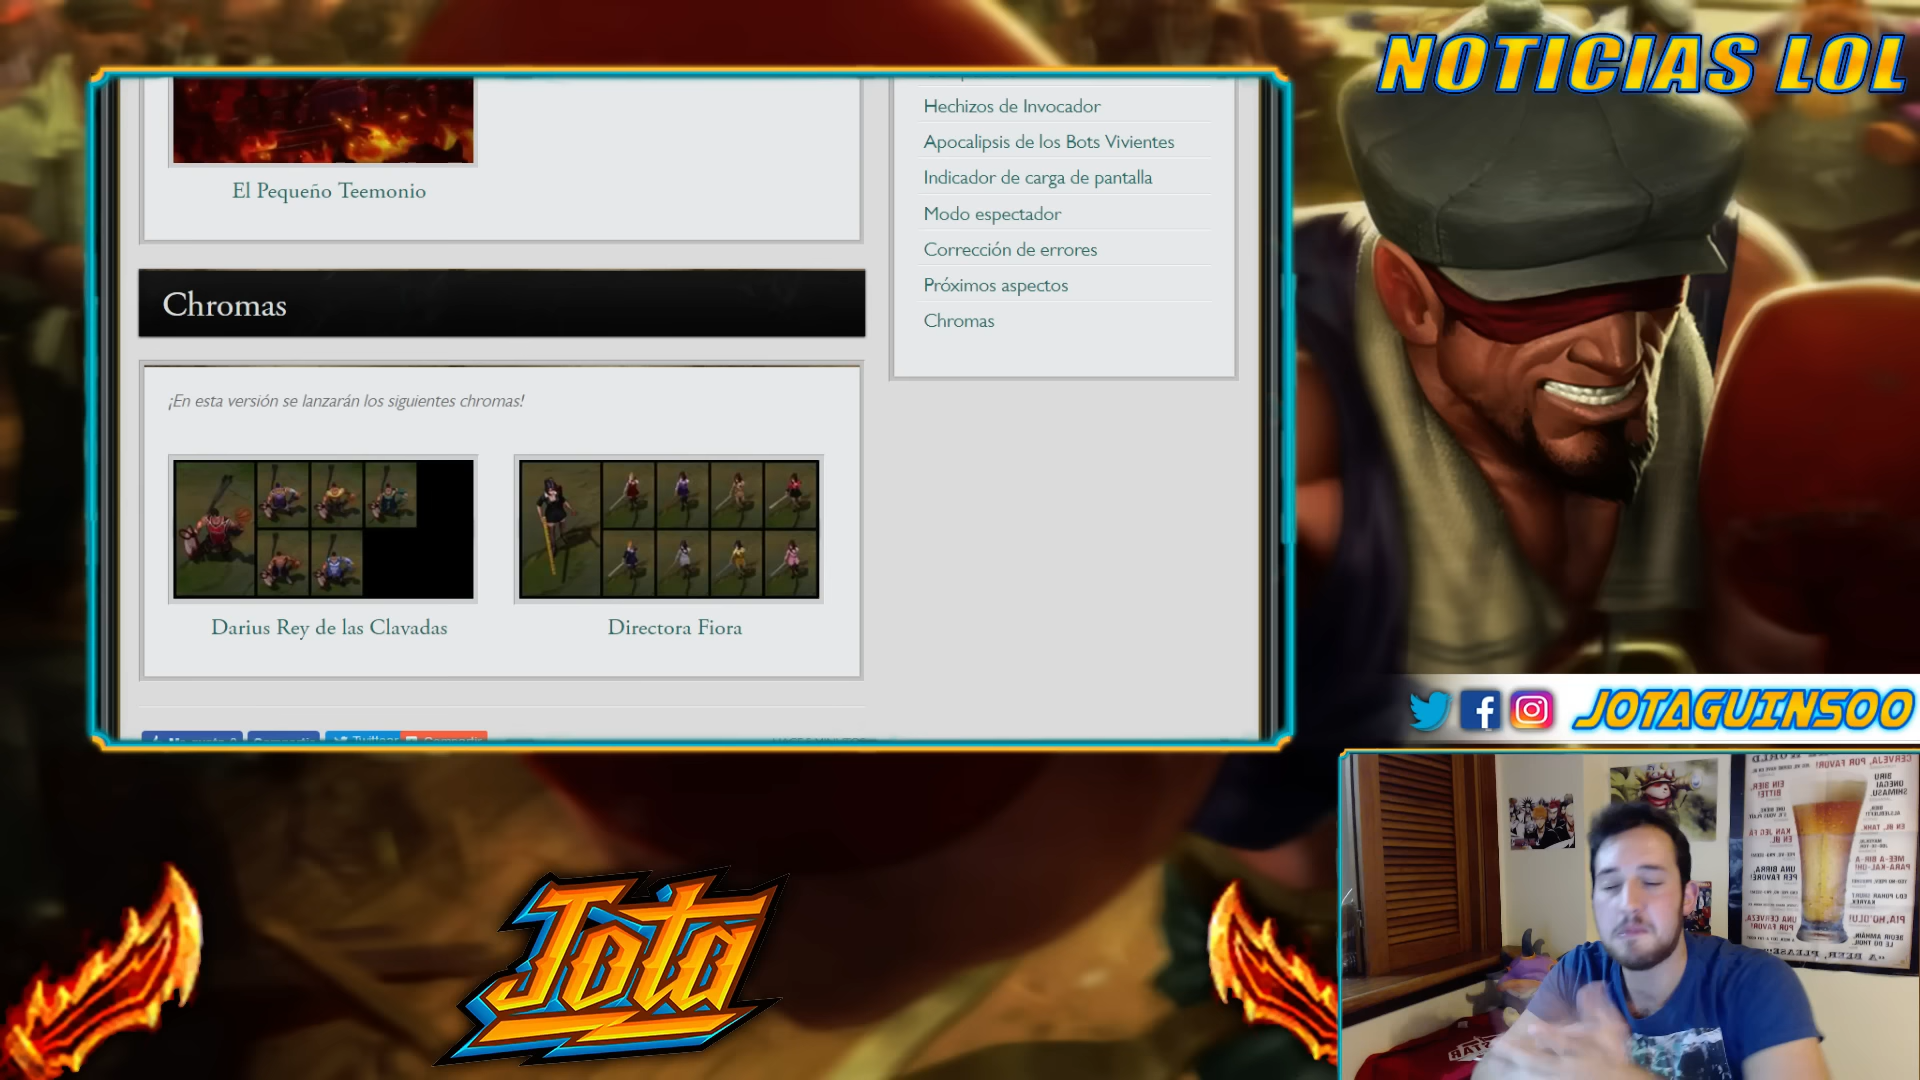 NOTICIAS LOL
El Pequeño Teemonio
Hechizos de Invocador
Apocalipsis de los Bots Vivientes
Indicador de carga de pantalla
Modo espectador
Corrección de errores
Próximos aspectos
Chromas
Chromas
¡En esta versión se lanzarán los siguientes chromas!
Darius Rey de las Clavadas
Directora Fiora
JOTAGUINSOO
Jota